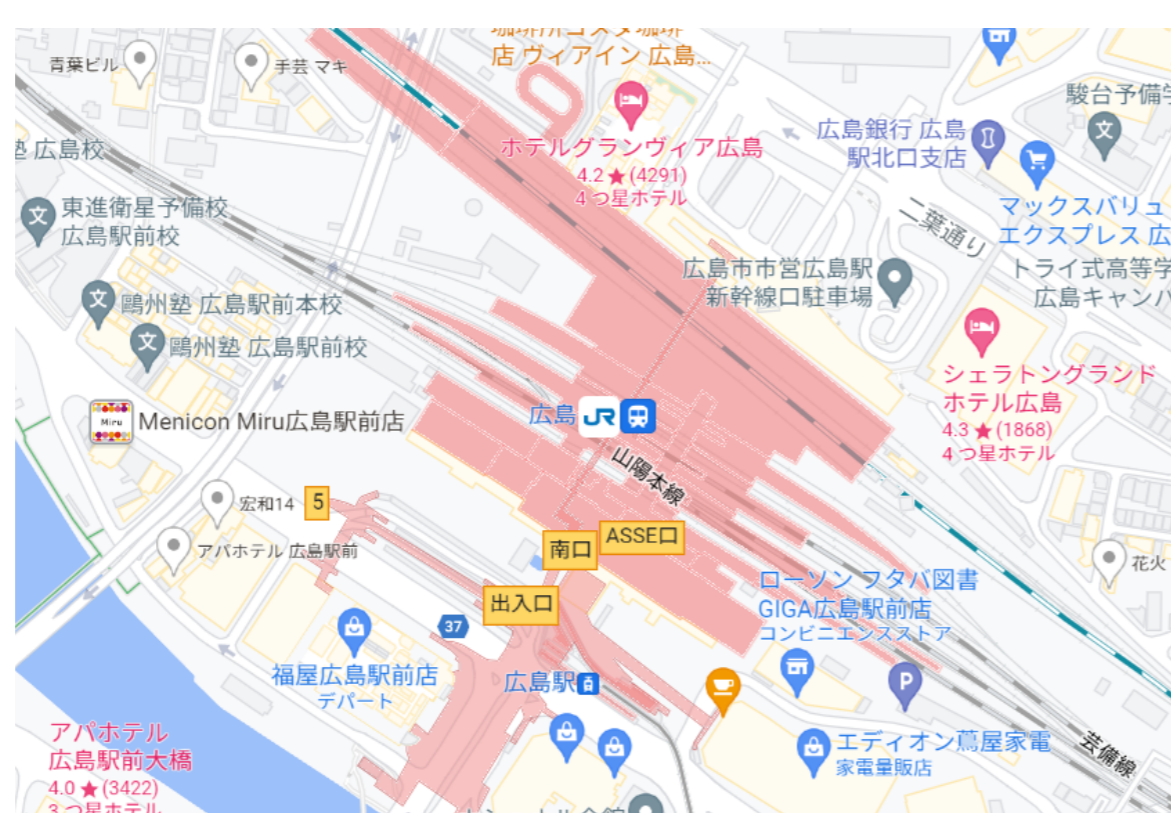 店 ヴィアイン 広島...
青葉ビル
手芸 マキ
駿台予備学
ホテルグランヴィア広島
4.2★(4291)
4つ星ホテル
広島銀行 広島
駅北口支店
塾 広島校
東進衛星予備校
広島駅前校
マックスバリュ
エクスプレス 広
二葉通り
広島市市営広島駅
新幹線口駐車場
トライ式高等学
広島キャンパ
鷗州塾 広島駅前本校
鷗州塾 広島駅前校
シェラトングランド
ホテル広島
4.3★(1868)
4つ星ホテル
Miru
Menicon Miru広島駅前店
広島
JR
山陽本線
宏和14
5
アパホテル 広島駅前
南口
ASSE口
花火
ローソン フタバ図書
GIGA広島駅前店
コンビニエンスストア
出入口
37
福屋広島駅前店
デパート
広島駅
P
アパホテル
広島駅前大橋
4.0★(3422)
3つ星ホテル
エディオン蔦屋家電
家電量販店
芸備線